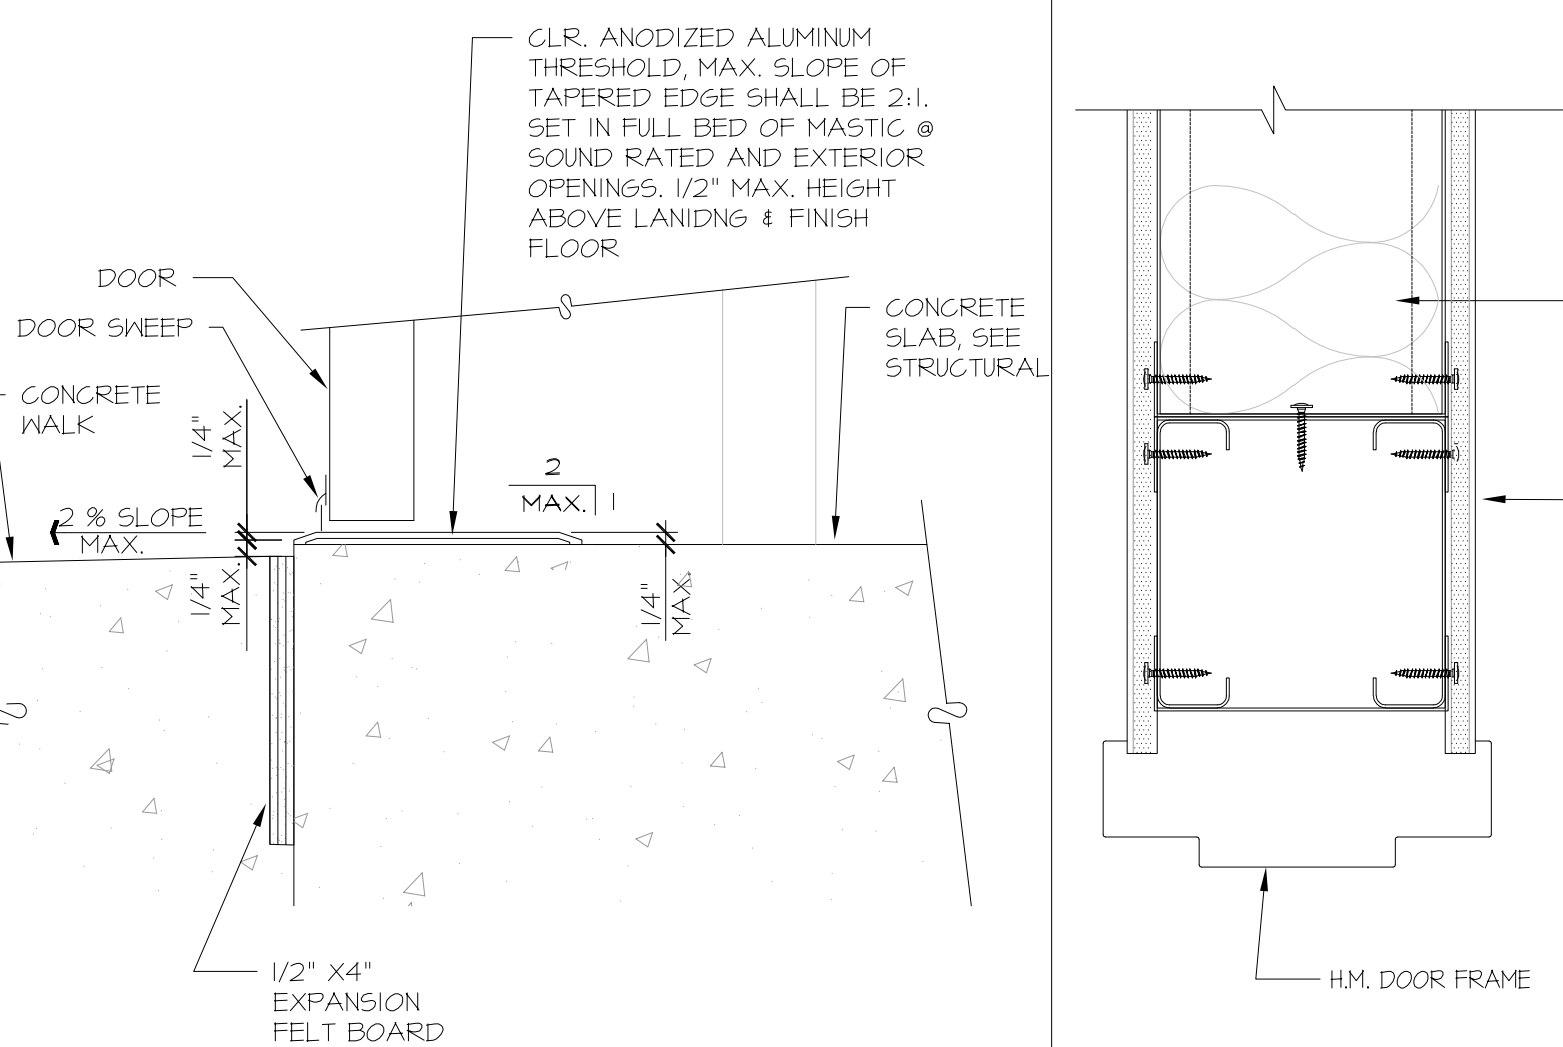 CLR. ANODIZED ALUMINUM
THRESHOLD, MAX. SLOPE OF
TAPERED EDGE SHALL BE 2:1.
SET IN FULL BED OF MASTIC @
SOUND RATED AND EXTERIOR
OPENINGS. 1/2" MAX. HEIGHT
ABOVE LANIDNG & FINISH
FLOOR
DOOR
DOOR SWEEP
CONCRETE
WALK
CONCRETE
SLAB, SEE
STRUCTURAL
1/4"
MAX.
2
MAX.
1
2 % SLOPE
MAX.
1/4"
MAX.
1/4"
MAX.
1/2" X4"
EXPANSION
FELT BOARD
H.M. DOOR FRAME